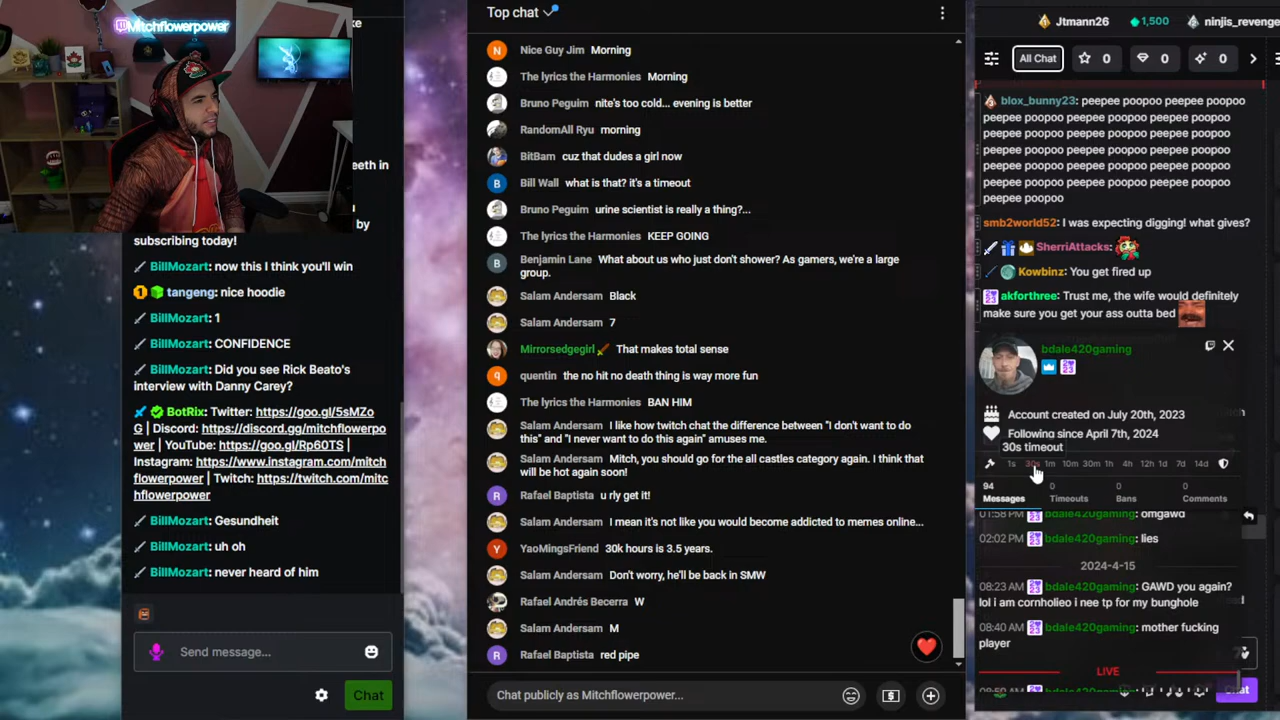 Mitchflowerpower
ke
eeth in
by
subscribing today!
BillMozart: now this I think you'll win
1 tangeng: nice hoodie
BillMozart: 1
BillMozart: CONFIDENCE
BillMozart: Did you see Rick Beato's
interview with Danny Carey?
BotRix: Twitter: https://goo.gl/5sMZO
G | Discord: https://discord.gg/mitchflowerpo
wer | YouTube: https://goo.gl/Rp60TS |
Instagram: https://www.instagram.com/mitch
flowerpower | Twitch: https://twitch.com/mitc
hflowerpower
BillMozart: Gesundheit
BillMozart: uh oh
BillMozart: never heard of him
Send message...
Chat
Top chat
N Nice Guy Jim Morning
The lyrics the Harmonies Morning
Bruno Peguim nite's too cold... evening is better
RandomAll Ryu morning
BitBam cuz that dudes a girl now
B Bill Wall what is that? it's a timeout
Bruno Peguim urine scientist is really a thing?...
The lyrics the Harmonies KEEP GOING
B Benjamin Lane What about us who just don't shower? As gamers, we're a large
group.
Salam Andersam Black
Salam Andersam 7
Mirrorsedgegirl That makes total sense
q quentin the no hit no death thing is way more fun
The lyrics the Harmonies BAN HIM
Salam Andersam I like how twitch chat the difference between "I don't want to do
this" and "I never want to do this again" amuses me.
Salam Andersam Mitch, you should go for the all castles category again. I think that
will be hot again soon!
R Rafael Baptista u rly get it!
Salam Andersam I mean it's not like you would become addicted to memes online...
Y YaoMingsFriend 30k hours is 3.5 years.
Salam Andersam Don't worry, he'll be back in SMW
Rafael Andrés Becerra W
Salam Andersam M
R Rafael Baptista red pipe
Chat publicly as Mitchflowerpower...
Jtmann26 1,500 ninjis_revenge
All Chat 0 0 0
blox_bunny23: peepee poopoo peepee poopoo
peepee poopoo peepee poopoo peepee poopoo
peepee poopoo peepee poopoo peepee poopoo
peepee poopoo peepee poopoo peepee poopoo
peepee poopoo peepee poopoo peepee poopoo
peepee poopoo peepee poopoo peepee poopoo
peepee poopoo
smb2world52: I was expecting digging! what gives?
SherriAttacks:
Kowbinz: You get fired up
akforthree: Trust me, the wife would definitely
make sure you get your ass outta bed
bdale420gaming
Account created on July 20th, 2023
Following since April 7th, 2024
30s timeout
1s 30s 1m 10m 30m 1h 4h 12h 1d 7d 14d
94 0 0 0
Messages Timeouts Bans Comments
01:58 PM bdale420gaming: omgawd
02:02 PM bdale420gaming: lies
2024-4-15
08:23 AM bdale420gaming: GAWD you again?
lol i am cornholieo i nee tp for my bunghole
08:40 AM bdale420gaming: mother fucking
player
LIVE
Chat